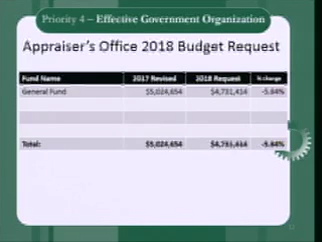 Priority 4 – Effective Government Organization
Appraiser's Office 2018 Budget Request
Fund Name 2017 Revised 2018 Request % change
General Fund $5,024,654 $4,731,414 -5.84%
Total: $5,024,654 $4,731,414 -5.84%